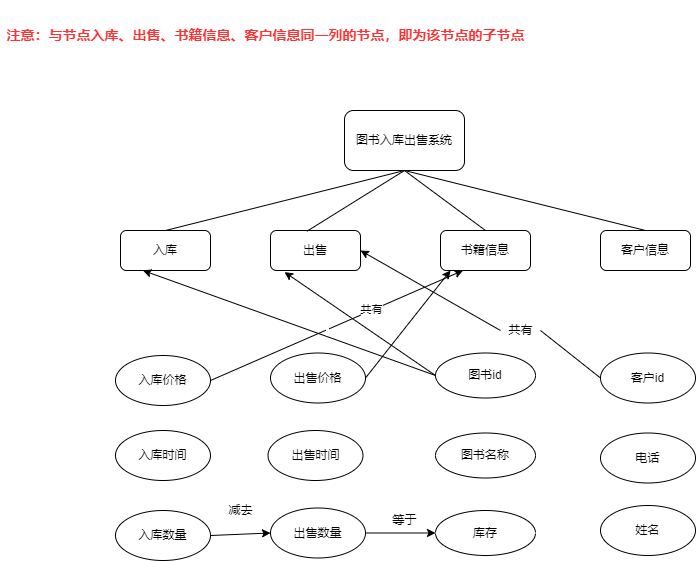 注意：与节点入库、出售、书籍信息、客户信息同一列的节点，即为该节点的子节点
图书入库出售系统
入库
出售
书籍信息
客户信息
共有
共有
入库价格
出售价格
图书id
客户id
入库时间
出售时间
图书名称
电话
减去
等于
入库数量
出售数量
库存
姓名